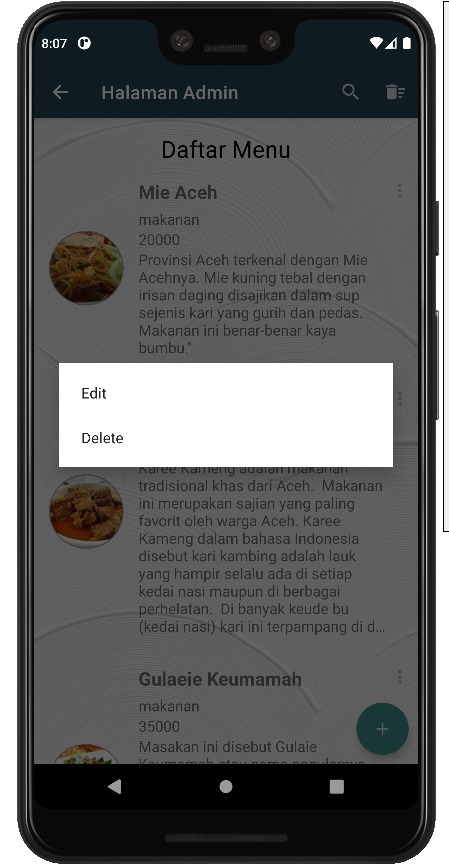 8:07
Halaman Admin
Daftar Menu
Mie Aceh
makanan
20000
Provinsi Aceh terkenal dengan Mie
Acehnya. Mie kuning tebal dengan
irisan daging disajikan dalam sup
sejenis kari yang gurih dan pedas.
Makanan ini benar-benar kaya
bumbu."
Edit
Delete
Karee Kameng adalah makanan
tradisional khas dari Aceh. Makanan
ini merupakan sajian yang paling
favorit oleh warga Aceh. Karee
Kameng dalam bahasa Indonesia
disebut kari kambing adalah lauk
yang hampir selalu ada di setiap
kedai nasi maupun di berbagai
perhelatan. Di banyak keude bu
(kedai nasi) kari ini terpampang di d...
Gulaeie Keumamah
makanan
35000
Masakan ini disebut Gulaie
Keumamah atau nama populernya